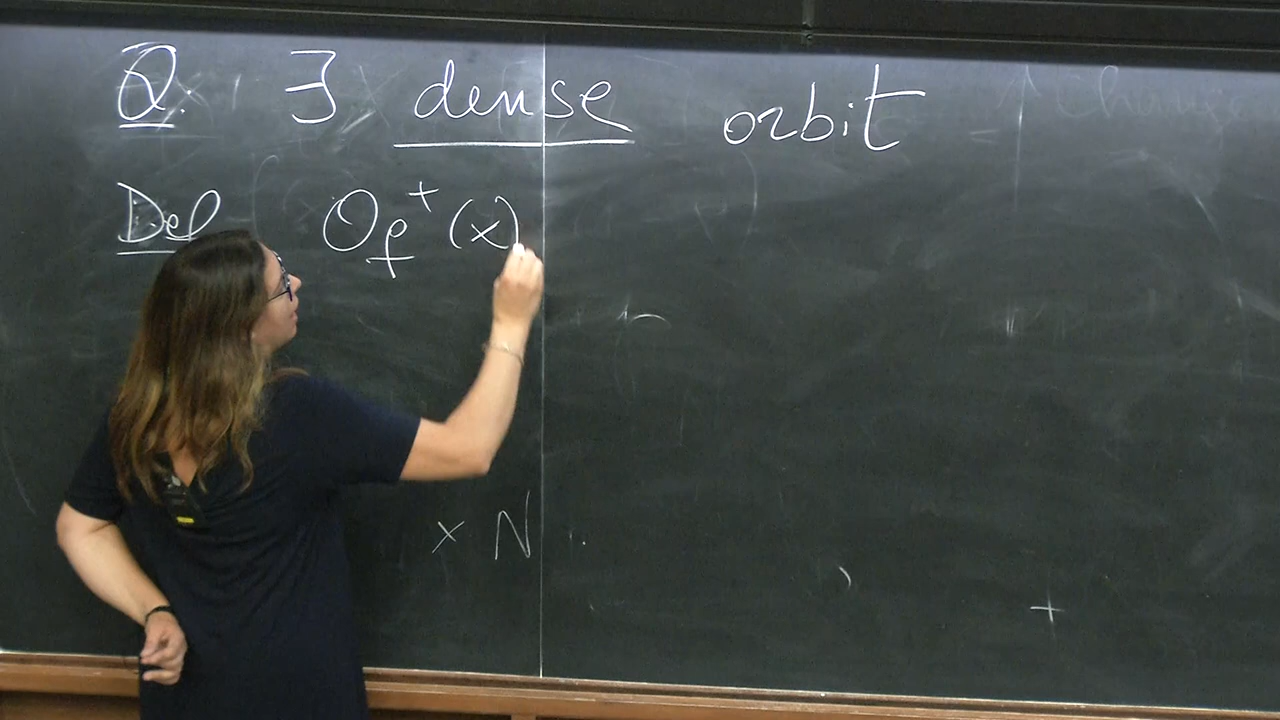 Q. ∃ dense orbit
Def O_f^+ (x)
x N